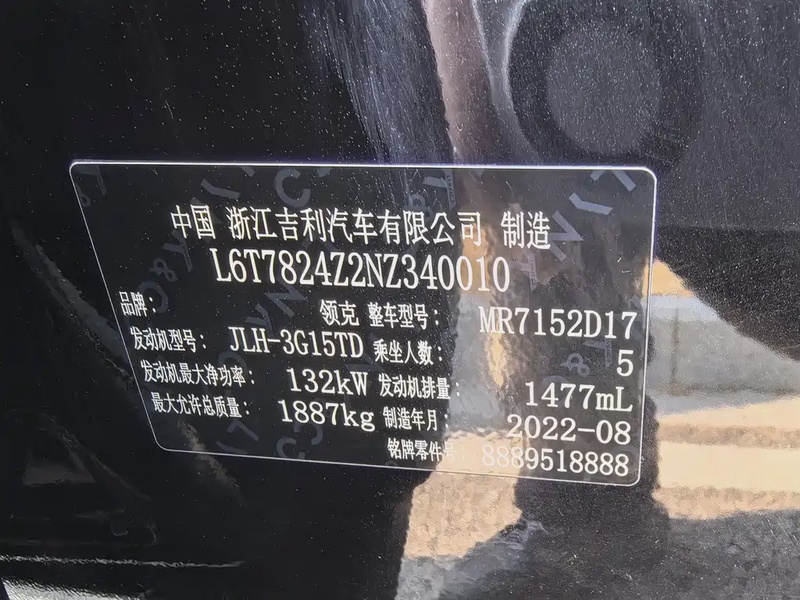 中国 浙江吉利汽车有限公司 制造
L6T7824Z2NZ340010
品牌： 领克 整车型号： MR7152D17
发动机型号： JLH-3G15TD 乘坐人数： 5
发动机最大净功率： 132kW 发动机排量： 1477mL
最大允许总质量： 1887kg 制造年月： 2022-08
铭牌零件号： 8889518888